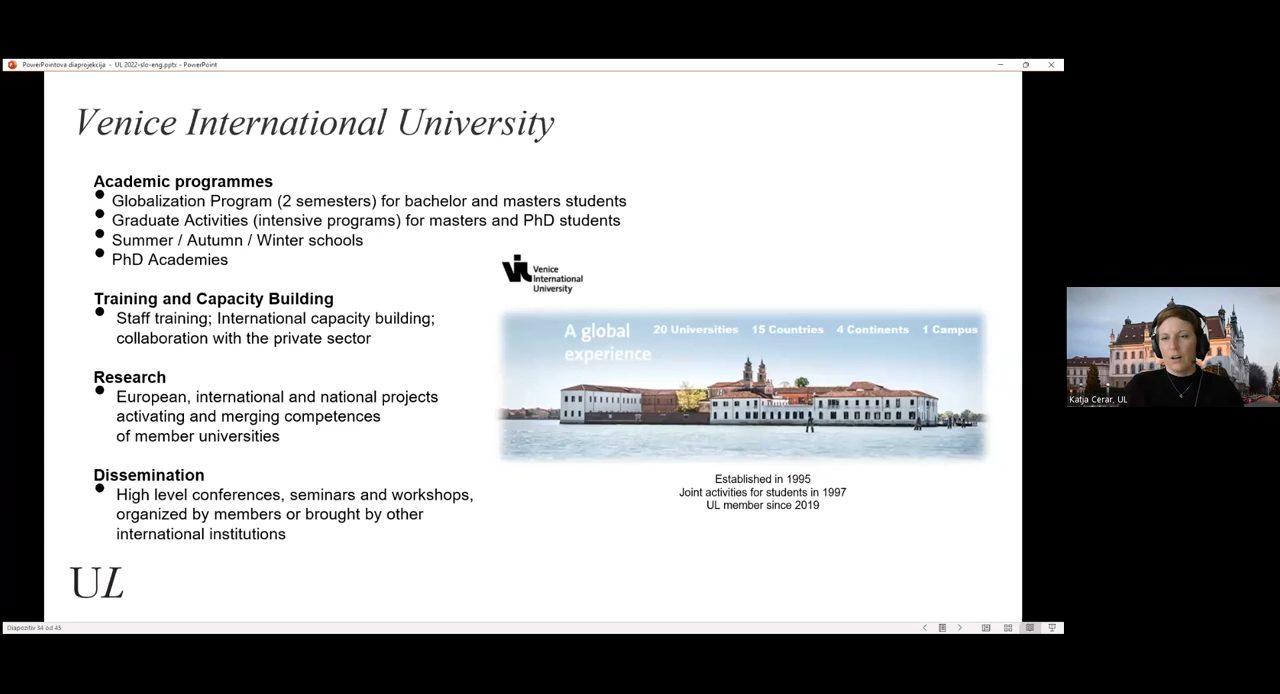 PowerPointova diaprojekcija - UL 2022-slo-eng.pptx - PowerPoint
Venice International University
Academic programmes
• Globalization Program (2 semesters) for bachelor and masters students
• Graduate Activities (intensive programs) for masters and PhD students
• Summer / Autumn / Winter schools
• PhD Academies
Training and Capacity Building
• Staff training; International capacity building;
collaboration with the private sector
Research
• European, international and national projects
activating and merging competences
of member universities
Dissemination
• High level conferences, seminars and workshops,
organized by members or brought by other
international institutions
Venice
International
University
A global
experience
20 Universities 15 Countries 4 Continents 1 Campus
Established in 1995
Joint activities for students in 1997
UL member since 2019
UL
Diapozitiv 34 od 45
Katja Cerar, UL